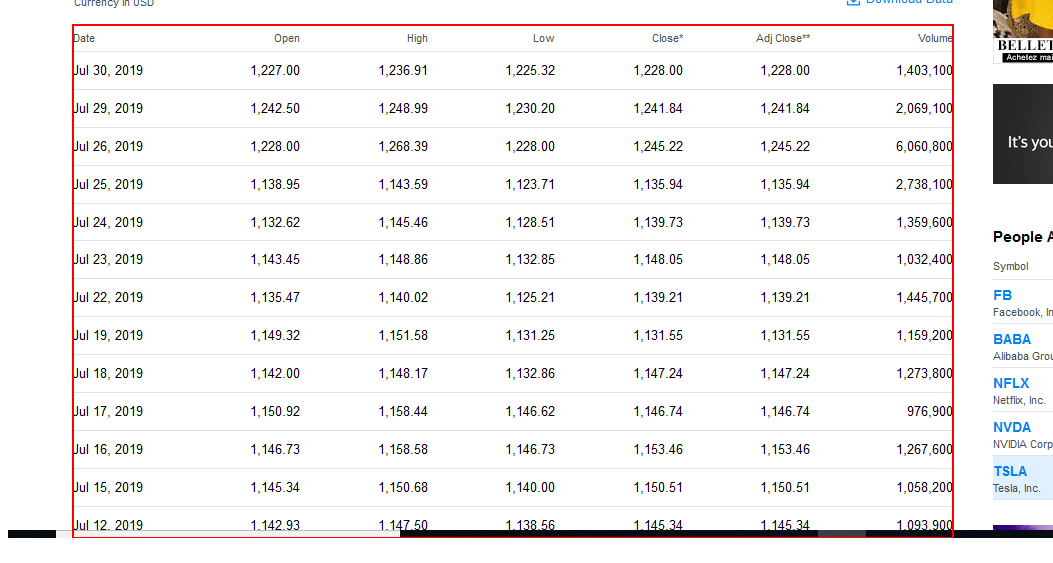 Currency in USD
Download Data
Date Open High Low Close* Adj Close** Volume
Jul 30, 2019 1,227.00 1,236.91 1,225.32 1,228.00 1,228.00 1,403,100
Jul 29, 2019 1,242.50 1,248.99 1,230.20 1,241.84 1,241.84 2,069,100
Jul 26, 2019 1,228.00 1,268.39 1,228.00 1,245.22 1,245.22 6,060,800
Jul 25, 2019 1,138.95 1,143.59 1,123.71 1,135.94 1,135.94 2,738,100
Jul 24, 2019 1,132.62 1,145.46 1,128.51 1,139.73 1,139.73 1,359,600
Jul 23, 2019 1,143.45 1,148.86 1,132.85 1,148.05 1,148.05 1,032,400
Jul 22, 2019 1,135.47 1,140.02 1,125.21 1,139.21 1,139.21 1,445,700
Jul 19, 2019 1,149.32 1,151.58 1,131.25 1,131.55 1,131.55 1,159,200
Jul 18, 2019 1,142.00 1,148.17 1,132.86 1,147.24 1,147.24 1,273,800
Jul 17, 2019 1,150.92 1,158.44 1,146.62 1,146.74 1,146.74 976,900
Jul 16, 2019 1,146.73 1,158.58 1,146.73 1,153.46 1,153.46 1,267,600
Jul 15, 2019 1,145.34 1,150.68 1,140.00 1,150.51 1,150.51 1,058,200
Jul 12, 2019 1,142.93 1,147.50 1,138.56 1,145.34 1,145.34 1,093,900
BELLET
Achetez mai
It's you
People A
Symbol
FB
Facebook, In
BABA
Alibaba Grou
NFLX
Netflix, Inc.
NVDA
NVIDIA Corp
TSLA
Tesla, Inc.